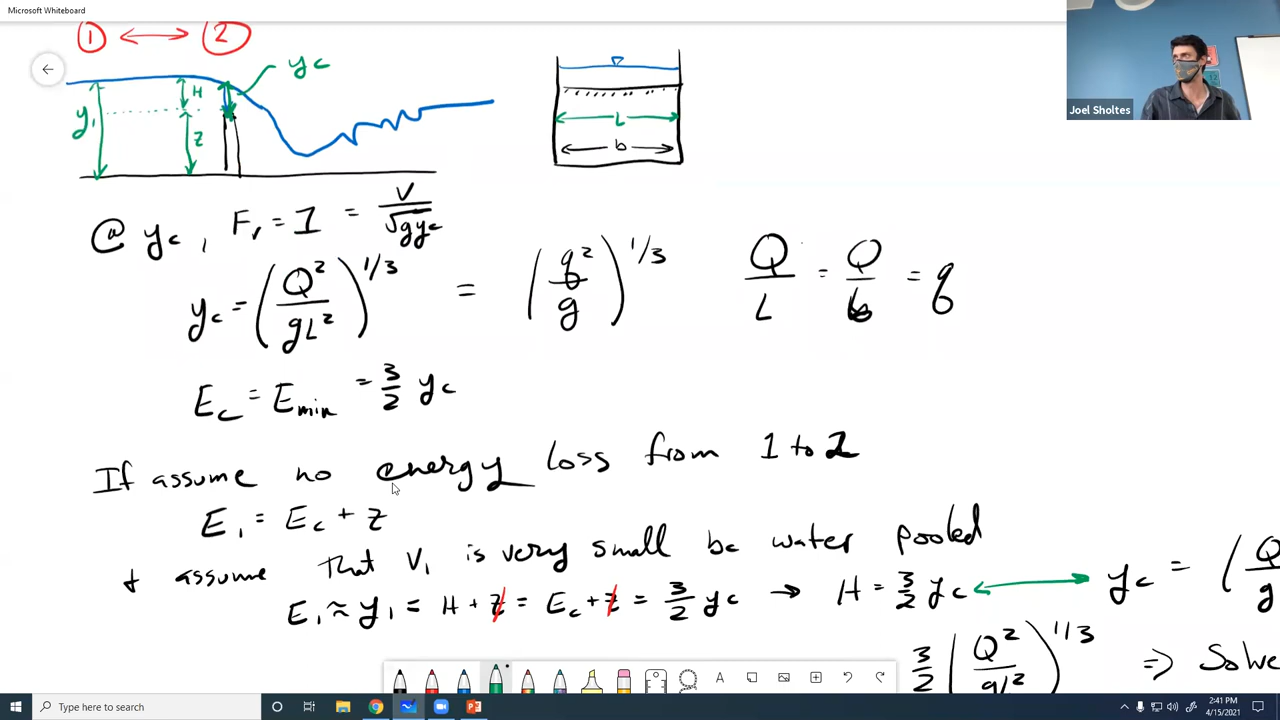 Microsoft Whiteboard
① ⟷ ②
yc
H
y1
z
L
b
Joel Sholtes
@ yc, Fr = 1 = V/√gyc
yc = (Q²/gL²)^1/3 = (q²/g)^1/3
Q/L = Q/b = q
Ec = Emin = 3/2 yc
If assume no energy loss from 1 to 2
E1 = Ec + z
+ assume that V1 is very small bc water pooled
E1 ≈ y1 = H + z = Ec + z = 3/2 yc → H = 3/2 yc ⟷ yc = (Q/g
3/2 (Q²/gL²)^1/3 ⇒ Solve
A
Type here to search
2:41 PM
4/15/2021